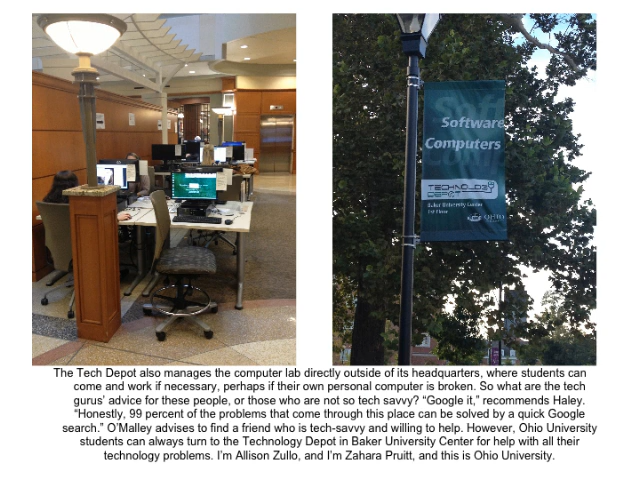 Software
Computers
TECHNOLOGY
DEPOT
Baker University Center
1st Floor
OHIO
The Tech Depot also manages the computer lab directly outside of its headquarters, where students can
come and work if necessary, perhaps if their own personal computer is broken. So what are the tech
gurus’ advice for these people, or those who are not so tech savvy? “Google it,” recommends Haley.
“Honestly, 99 percent of the problems that come through this place can be solved by a quick Google
search.” O’Malley advises to find a friend who is tech-savvy and willing to help. However, Ohio University
students can always turn to the Technology Depot in Baker University Center for help with all their
technology problems. I’m Allison Zullo, and I’m Zahara Pruitt, and this is Ohio University.